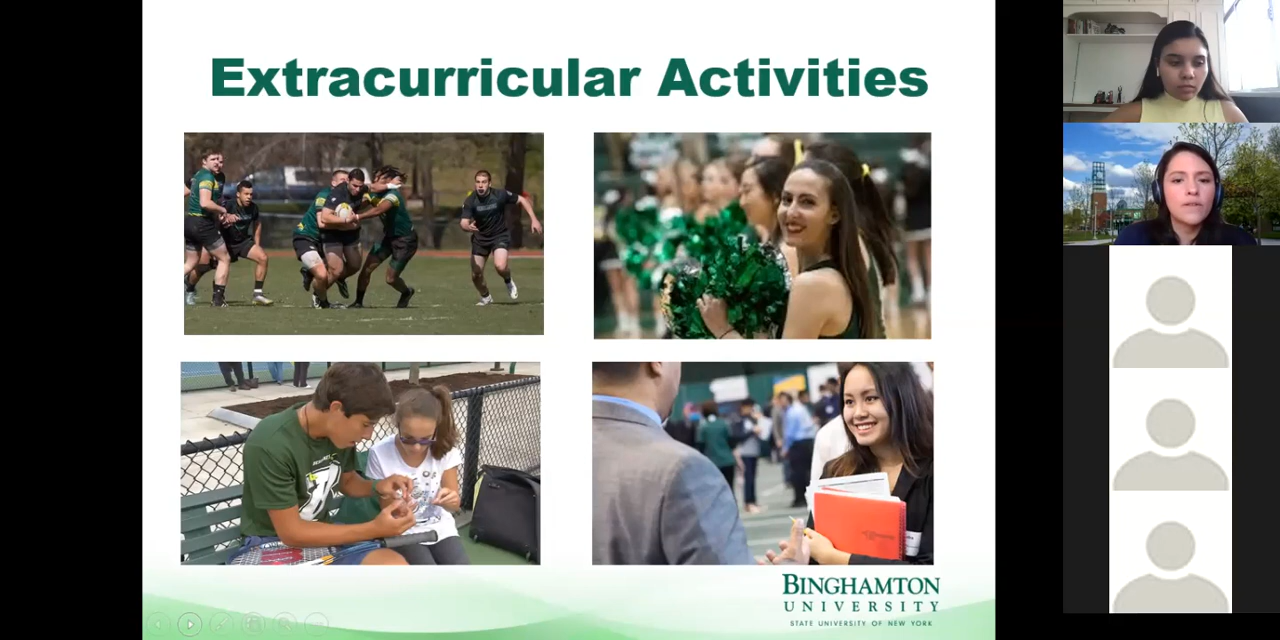 Extracurricular Activities
BINGHAMTON
UNIVERSITY
STATE UNIVERSITY OF NEW YORK